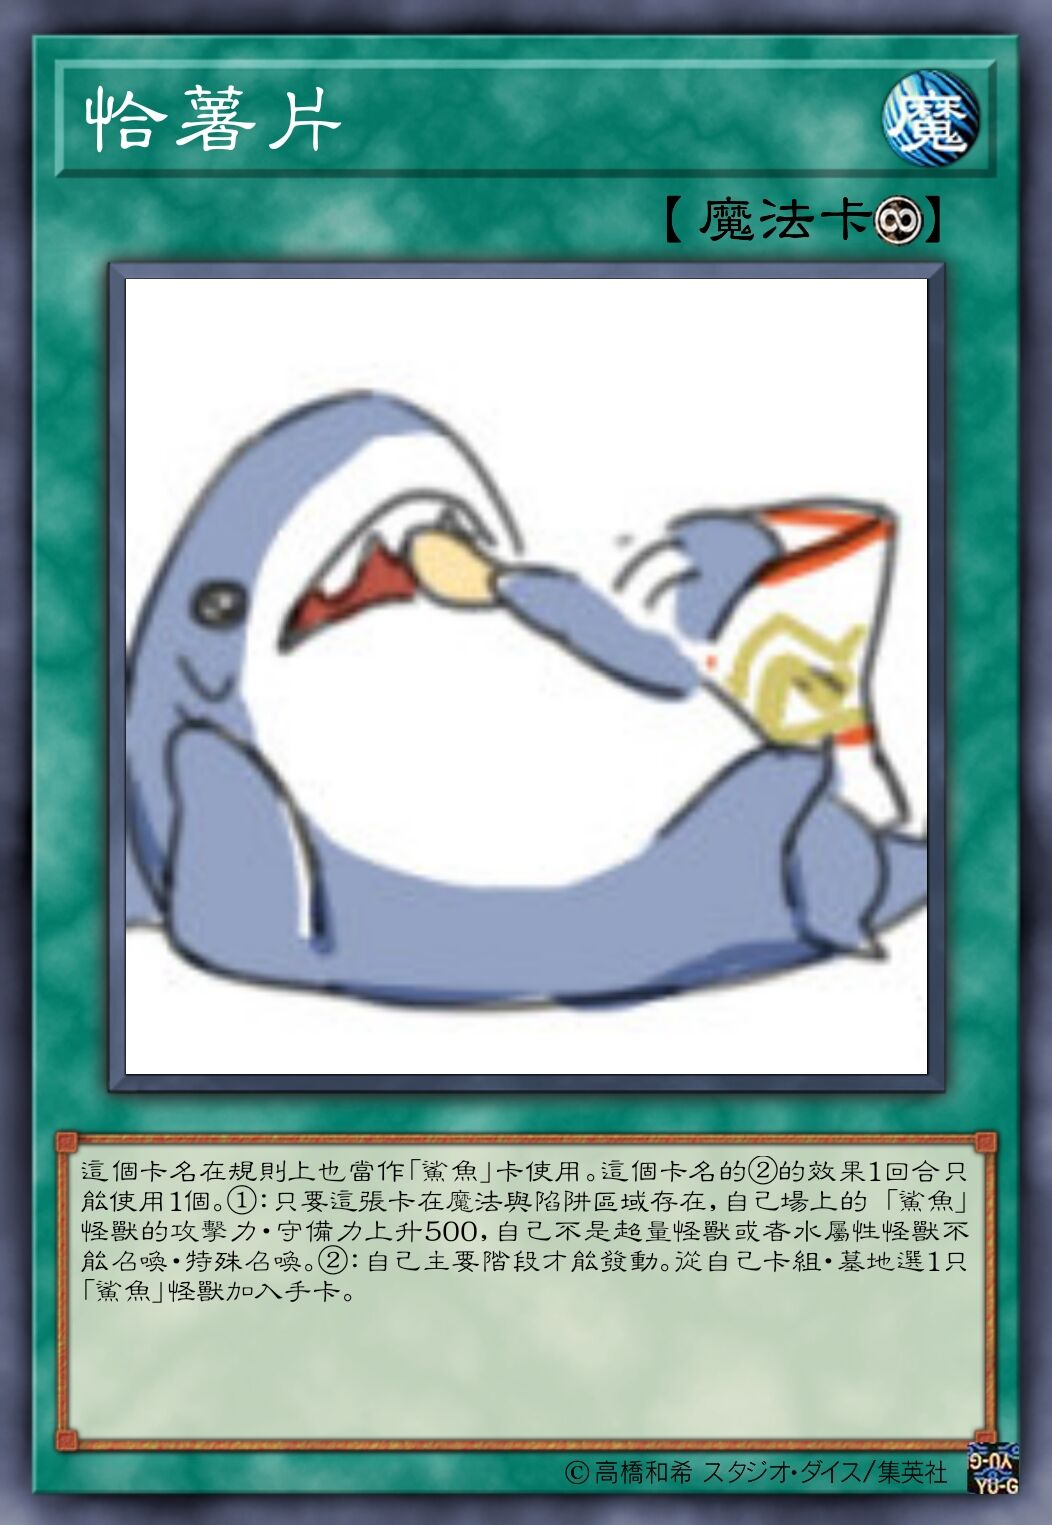 恰薯片
魔
【魔法卡∞】
這個卡名在規則上也當作「鯊魚」卡使用。這個卡名的②的效果1回合只
能使用1個。①：只要這張卡在魔法與陷阱區域存在，自己場上的「鯊魚」
怪獸的攻擊力・守備力上升500，自己不是超量怪獸或者水屬性怪獸不
能召喚・特殊召喚。②：自己主要階段才能發動。從自己卡組・墓地選1只
「鯊魚」怪獸加入手卡。
©高橋和希 スタジオ・ダイス/集英社